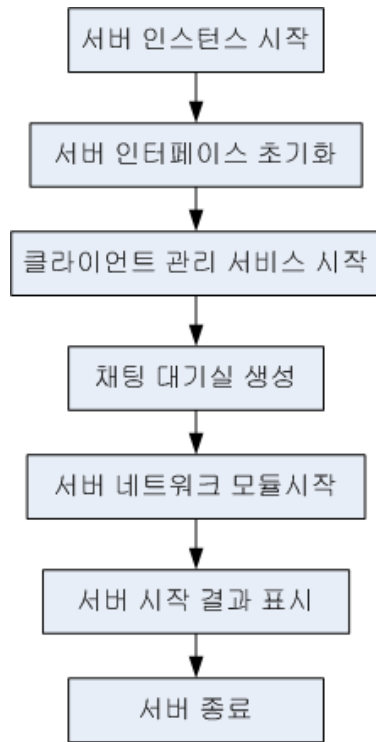 서버 인스턴스 시작
서버 인터페이스 초기화
클라이언트 관리 서비스 시작
채팅 대기실 생성
서버 네트워크 모듈시작
서버 시작 결과 표시
서버 종료